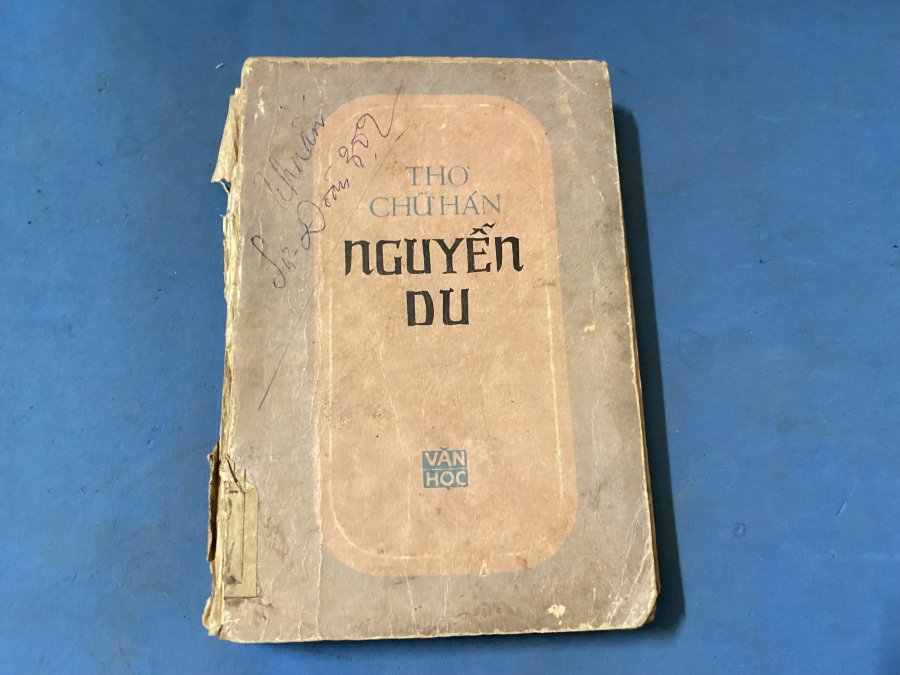 THƠ
CHỮ HÁN
NGUYỄN
DU
VĂN
HỌC